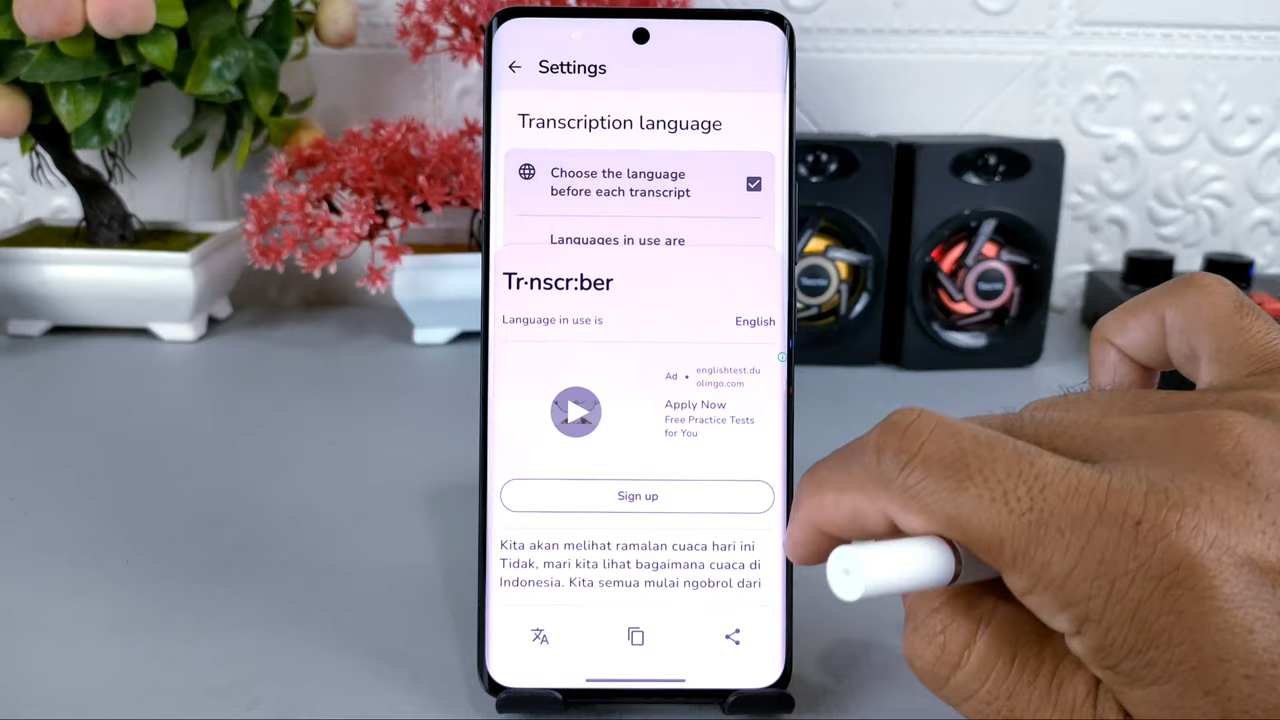 Settings
Transcription language
Choose the language
before each transcript
Languages in use are
Tr·nscr:ber
Language in use is
English
Ad • englishtest.du
olingo.com
Apply Now
Free Practice Tests
for You
Sign up
Kita akan melihat ramalan cuaca hari ini
Tidak, mari kita lihat bagaimana cuaca di
Indonesia. Kita semua mulai ngobrol dari